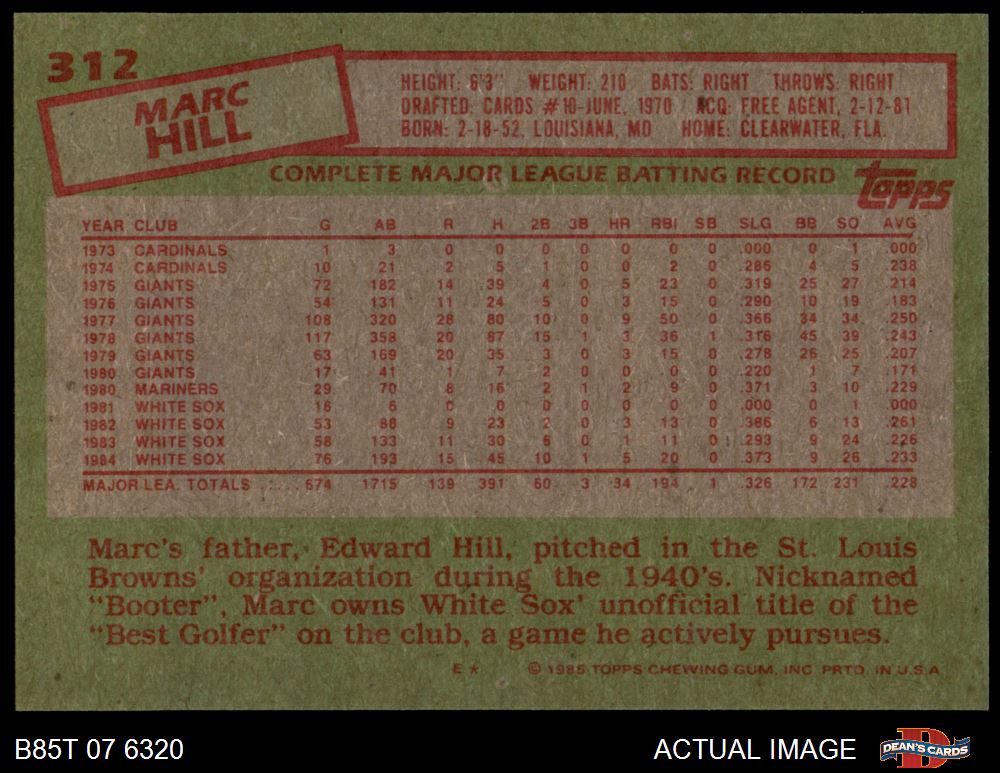 312
MARC
HILL
HEIGHT: 6'3" WEIGHT: 210 BATS: RIGHT THROWS: RIGHT
DRAFTED: CARDS #10-JUNE, 1970 ACQ: FREE AGENT, 2-12-81
BORN: 2-18-52, LOUISIANA, MO HOME: CLEARWATER, FLA.
COMPLETE MAJOR LEAGUE BATTING RECORD
topps
YEAR CLUB G AB R H 2B 3B HR RBI SB SLG BB SO AVG
1973 CARDINALS 1 3 0 0 0 0 0 0 0 .000 0 1 .000
1974 CARDINALS 10 21 2 5 1 0 0 2 0 .286 4 5 .238
1975 GIANTS 72 182 14 39 4 0 5 23 0 .319 25 27 .214
1976 GIANTS 54 131 11 24 5 0 3 15 0 .290 10 19 .183
1977 GIANTS 108 320 28 80 10 0 9 50 0 .366 34 34 .250
1978 GIANTS 117 358 20 87 15 1 3 36 1 .316 45 39 .243
1979 GIANTS 63 169 20 35 3 0 3 15 0 .278 26 25 .207
1980 GIANTS 17 41 1 7 2 0 0 0 0 .220 1 7 .171
1980 MARINERS 29 70 8 16 2 1 2 9 0 .371 3 10 .229
1981 WHITE SOX 16 6 0 0 0 0 0 0 0 .000 0 1 .000
1982 WHITE SOX 53 88 9 23 2 0 3 13 0 .386 6 13 .261
1983 WHITE SOX 58 133 11 30 6 0 1 11 0 .293 9 24 .226
1984 WHITE SOX 76 193 15 45 10 1 5 20 0 .373 9 26 .233
MAJOR LEA. TOTALS ..... 674 1715 139 391 60 3 34 194 1 .326 172 231 .228
Marc's father, Edward Hill, pitched in the St. Louis
Browns' organization during the 1940's. Nicknamed
"Booter", Marc owns White Sox' unofficial title of the
"Best Golfer" on the club, a game he actively pursues.
E* © 1985 TOPPS CHEWING GUM, INC PRTD. IN U.S.A
B85T 07 6320 ACTUAL IMAGE D DEAN'S CARDS